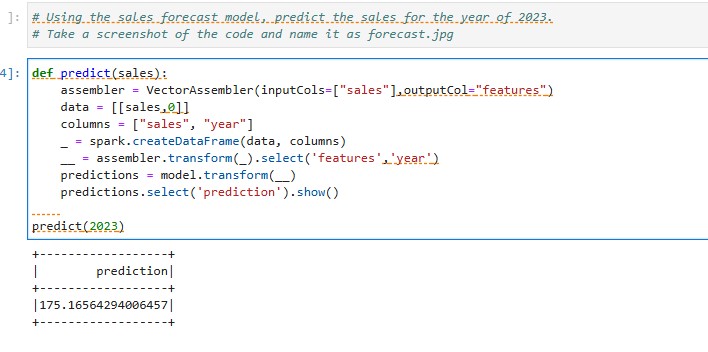 ]: # Using the sales forecast model, predict the sales for the year of 2023.
# Take a screenshot of the code and name it as forecast.jpg
4]: def predict(sales):
    assembler = VectorAssembler(inputCols=["sales"],outputCol="features")
    data = [[sales,0]]
    columns = ["sales", "year"]
    _ = spark.createDataFrame(data, columns)
    __ = assembler.transform(_).select('features','year')
    predictions = model.transform(__)
    predictions.select('prediction').show()
predict(2023)
+------------------+
|        prediction|
+------------------+
|175.16564294006457|
+------------------+